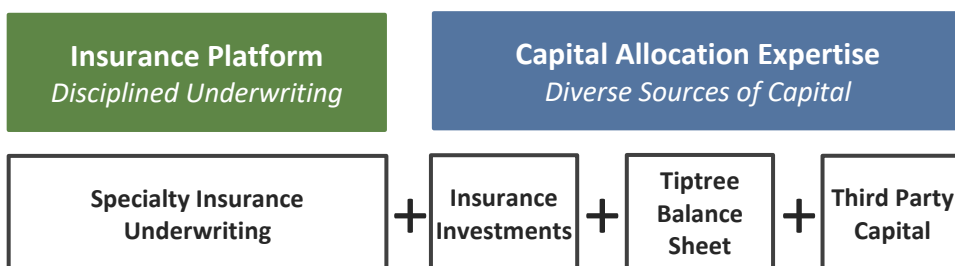 Insurance Platform
Disciplined Underwriting
Capital Allocation Expertise
Diverse Sources of Capital
Specialty Insurance
Underwriting
+
Insurance
Investments
+
Tiptree
Balance
Sheet
+
Third Party
Capital